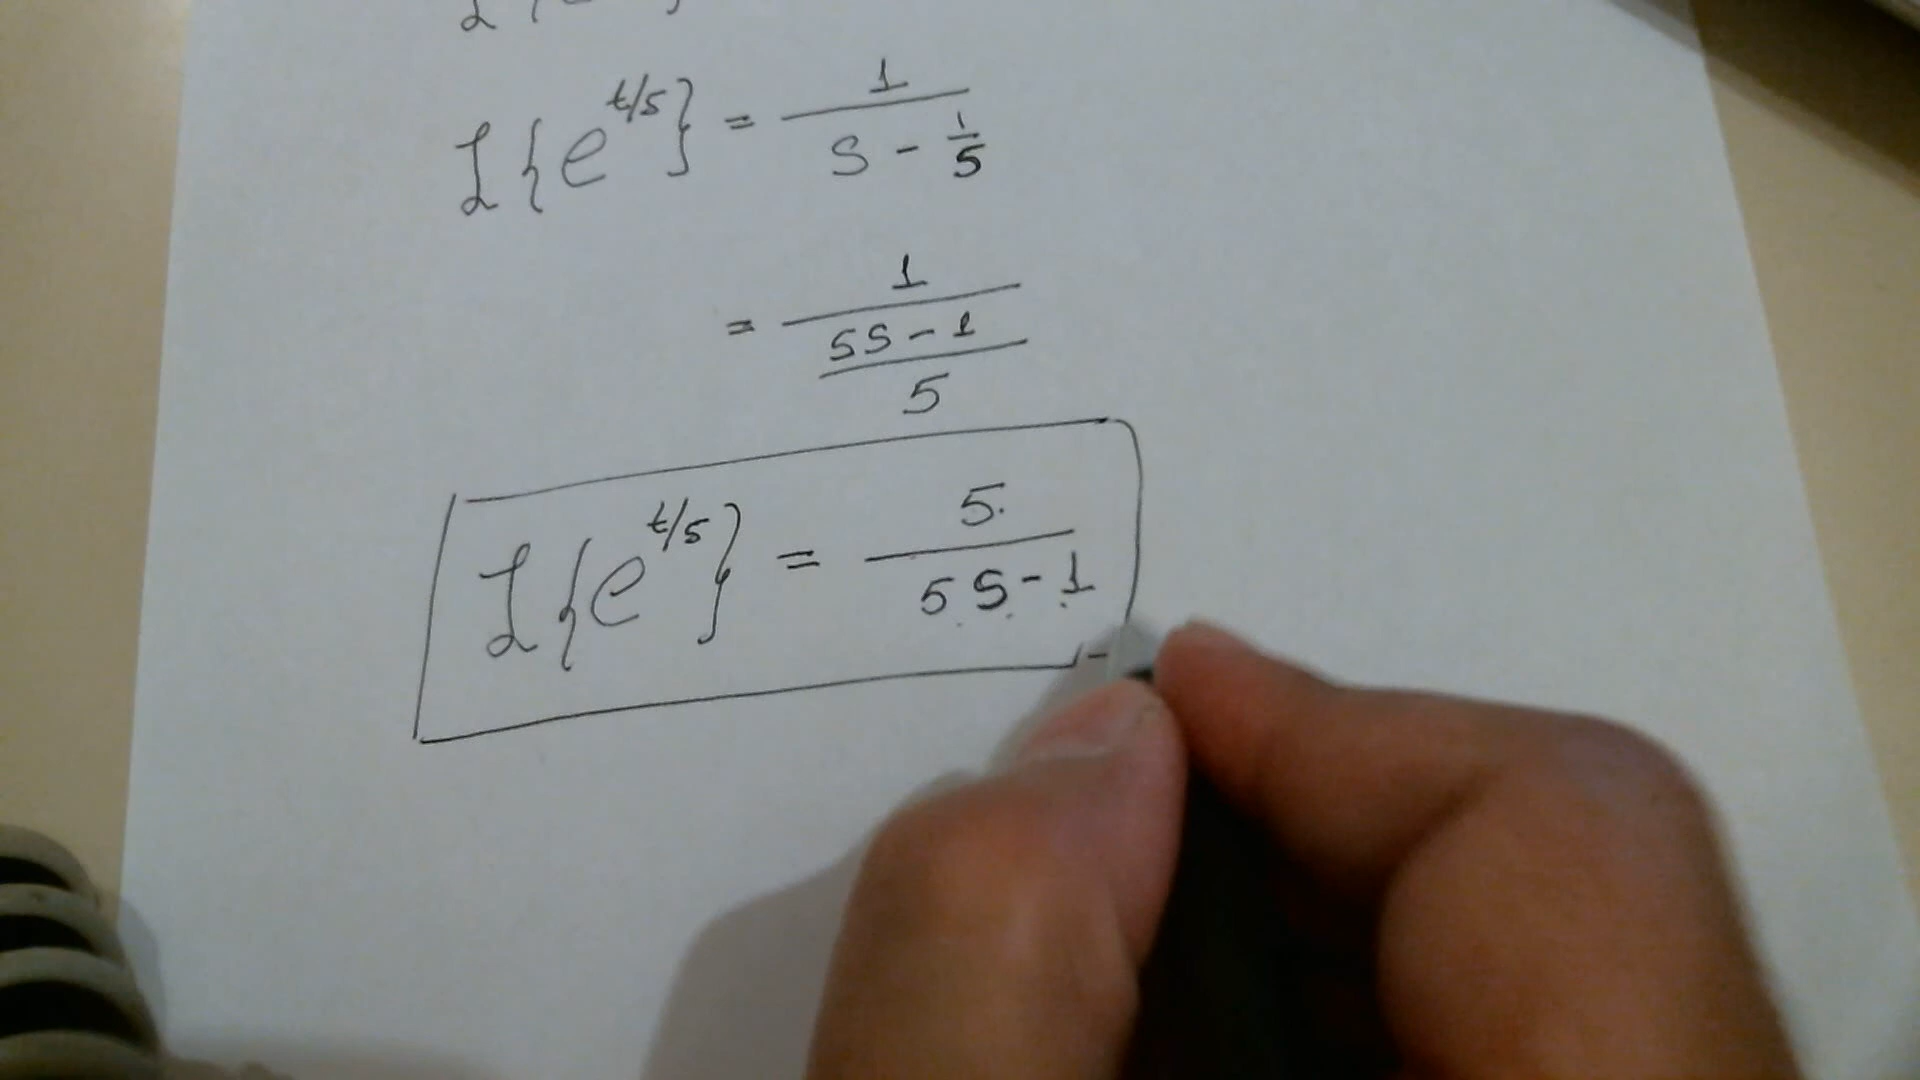 ℒ{e^{t/5}} = 1/(S - 1/5)
= 1/((5S - 1)/5)
ℒ{e^{t/5}} = 5/(5S - 1)